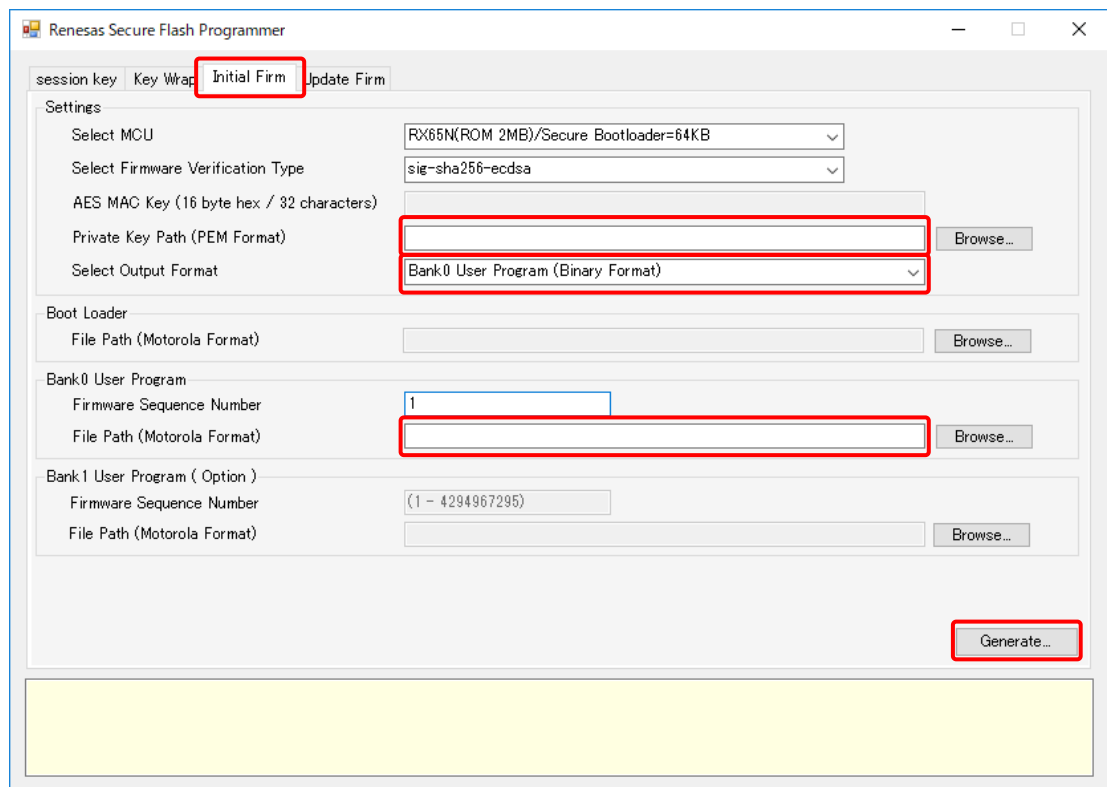 Renesas Secure Flash Programmer
session key Key Wrap Initial Firm Update Firm
Settings
Select MCU RX65N(ROM 2MB)/Secure Bootloader=64KB
Select Firmware Verification Type sig-sha256-ecdsa
AES MAC Key (16 byte hex / 32 characters)
Private Key Path (PEM Format) Browse...
Select Output Format Bank0 User Program (Binary Format)
Boot Loader
File Path (Motorola Format) Browse...
Bank0 User Program
Firmware Sequence Number 1
File Path (Motorola Format) Browse...
Bank1 User Program ( Option )
Firmware Sequence Number (1 - 4294967295)
File Path (Motorola Format) Browse...
Generate...